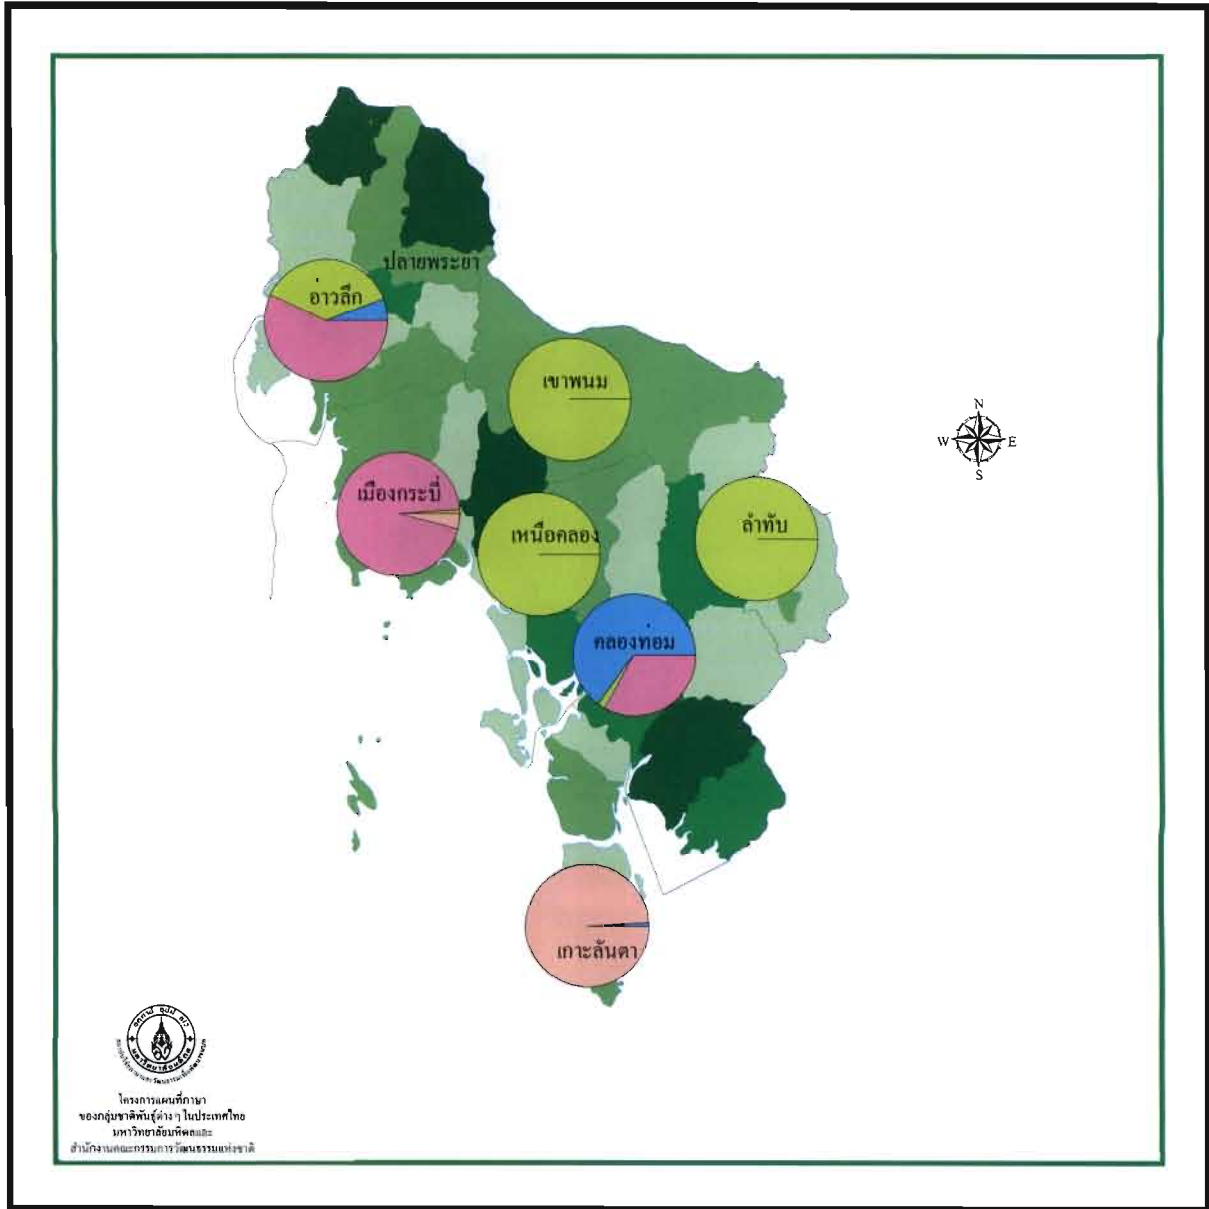 ปลายพระยา
อ่าวลึก
เขาพนม
N
W E
S
เมืองกระบี่
เหนือคลอง
ลำทับ
คลองท่อม
เกาะลันตา
โครงการแผนที่ภาษา
ของกลุ่มชาติพันธุ์ต่าง ๆ ในประเทศไทย
มหาวิทยาลัยมหิดลและ
สำนักงานคณะกรรมการวัฒนธรรมแห่งชาติ